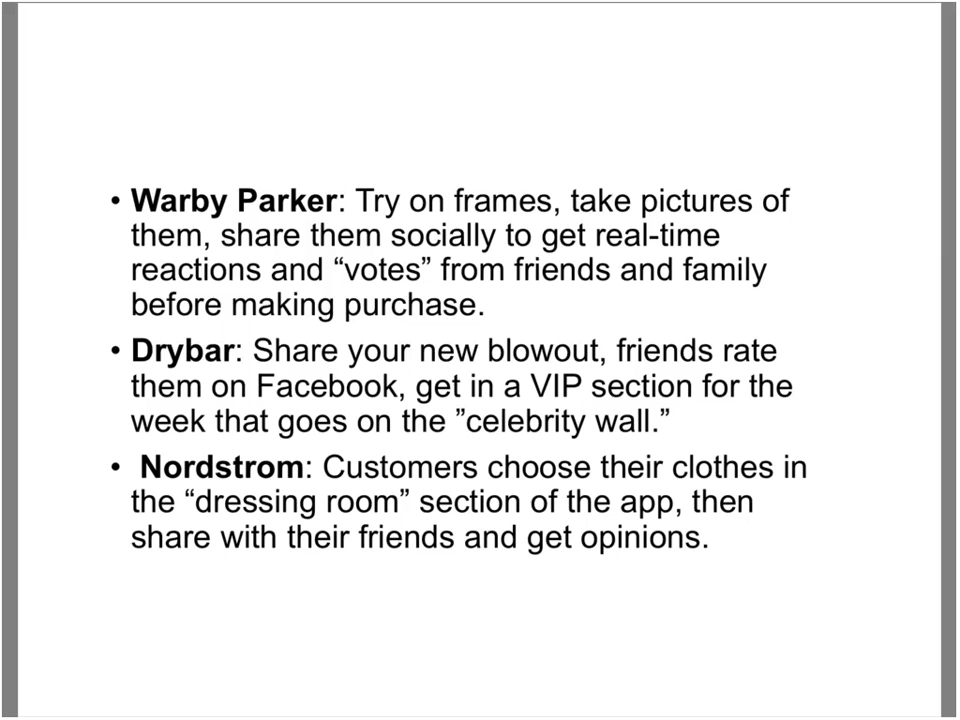 • Warby Parker: Try on frames, take pictures of
them, share them socially to get real-time
reactions and “votes” from friends and family
before making purchase.
• Drybar: Share your new blowout, friends rate
them on Facebook, get in a VIP section for the
week that goes on the ”celebrity wall.”
• Nordstrom: Customers choose their clothes in
the “dressing room” section of the app, then
share with their friends and get opinions.